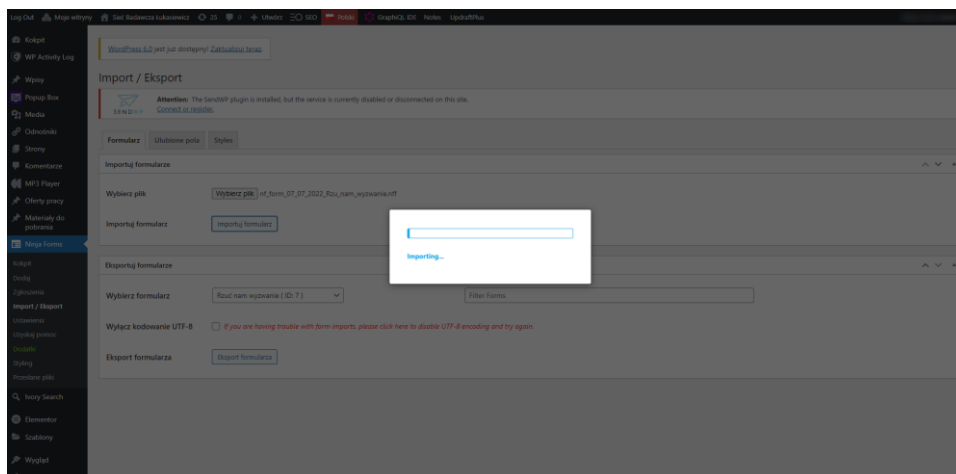 Log Out Moje witryny Sieć Badawcza Łukasiewicz 25 0 Utwórz SEO Polski GraphiQL IDE Notes UpdraftPlus
Kokpit
WP Activity Log
Wpisy
Popup Box
Media
Odnośniki
Strony
Komentarze
MP3 Player
Oferty pracy
Materiały do
pobrania
Ninja Forms
Kokpit
Dodaj
Zgłoszenia
Import / Eksport
Ustawienia
Uzyskaj pomoc
Dodatki
Styling
Przesłane pliki
Ivory Search
Elementor
Szablony
Wygląd
WordPress 6.0 jest już dostępny! Zaktualizuj teraz.
Import / Eksport
SENDWP
Attention: The SendWP plugin is installed, but the service is currently disabled or disconnected on this site.
Connect or register.
Formularz Ulubione pola Styles
Importuj formularze
Wybierz plik Wybierz plik nf_form_07_07_2022_Rzu_nam_wyzwanie.nff
Importuj formularz Importuj formularz
Importing...
Eksportuj formularze
Wybierz formularz Rzuć nam wyzwanie ( ID: 7 ) Filter Forms
Wyłącz kodowanie UTF-8 If you are having trouble with form imports, please click here to disable UTF-8 encoding and try again.
Eksport formularza Eksport formularza